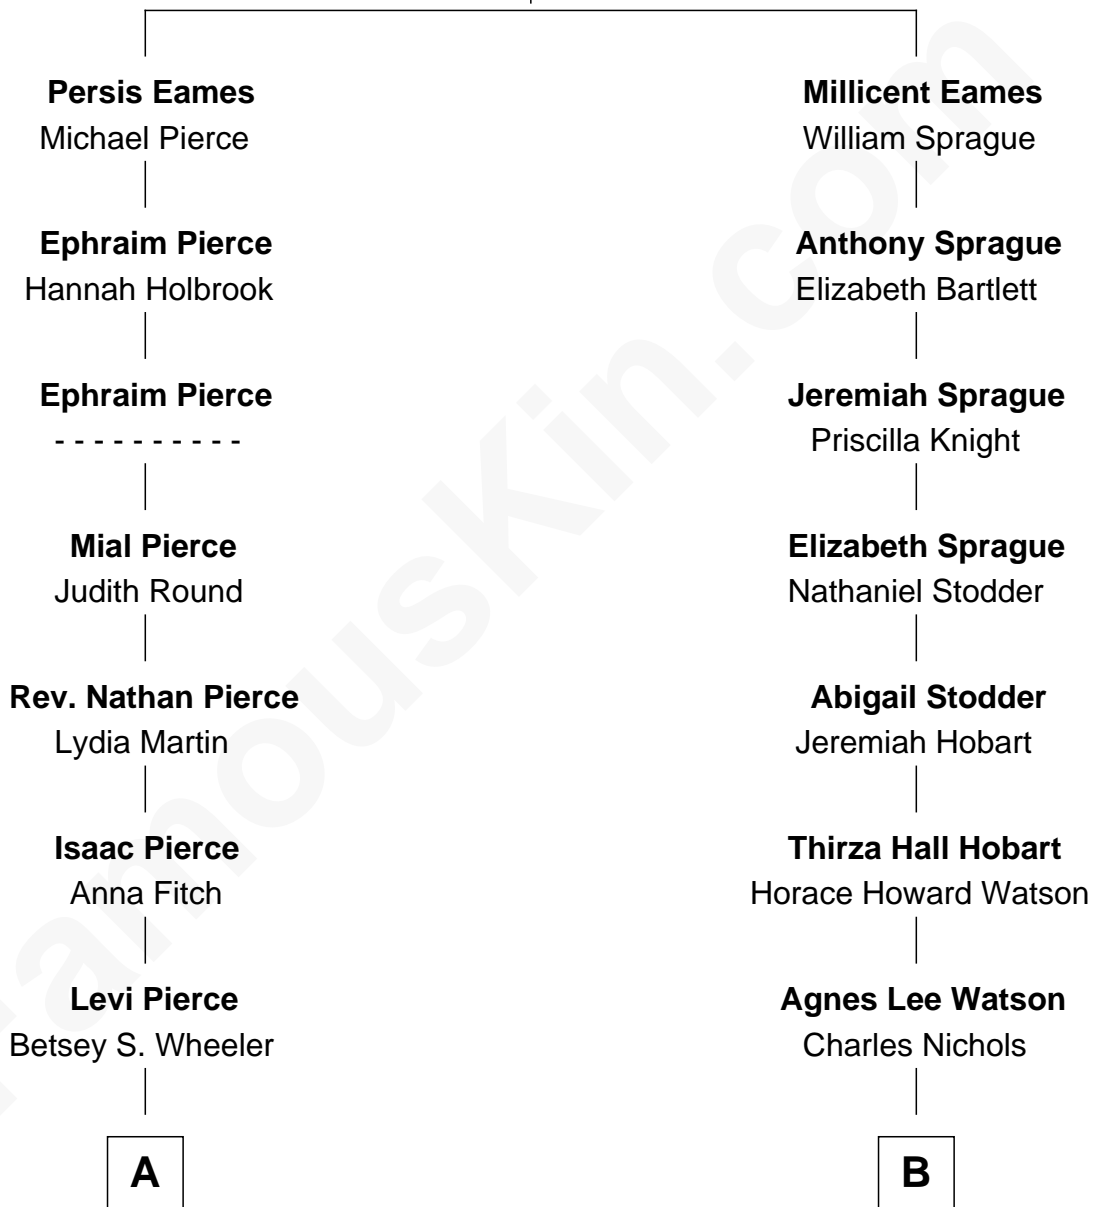 Persis Eames
Michael Pierce
Ephraim Pierce
Hannah Holbrook
Ephraim Pierce
- - - - - - - - - -
Mial Pierce
Judith Round
Rev. Nathan Pierce
Lydia Martin
Isaac Pierce
Anna Fitch
Levi Pierce
Betsey S. Wheeler
A
Millicent Eames
William Sprague
Anthony Sprague
Elizabeth Bartlett
Jeremiah Sprague
Priscilla Knight
Elizabeth Sprague
Nathaniel Stodder
Abigail Stodder
Jeremiah Hobart
Thirza Hall Hobart
Horace Howard Watson
Agnes Lee Watson
Charles Nichols
B
FamousKin.com